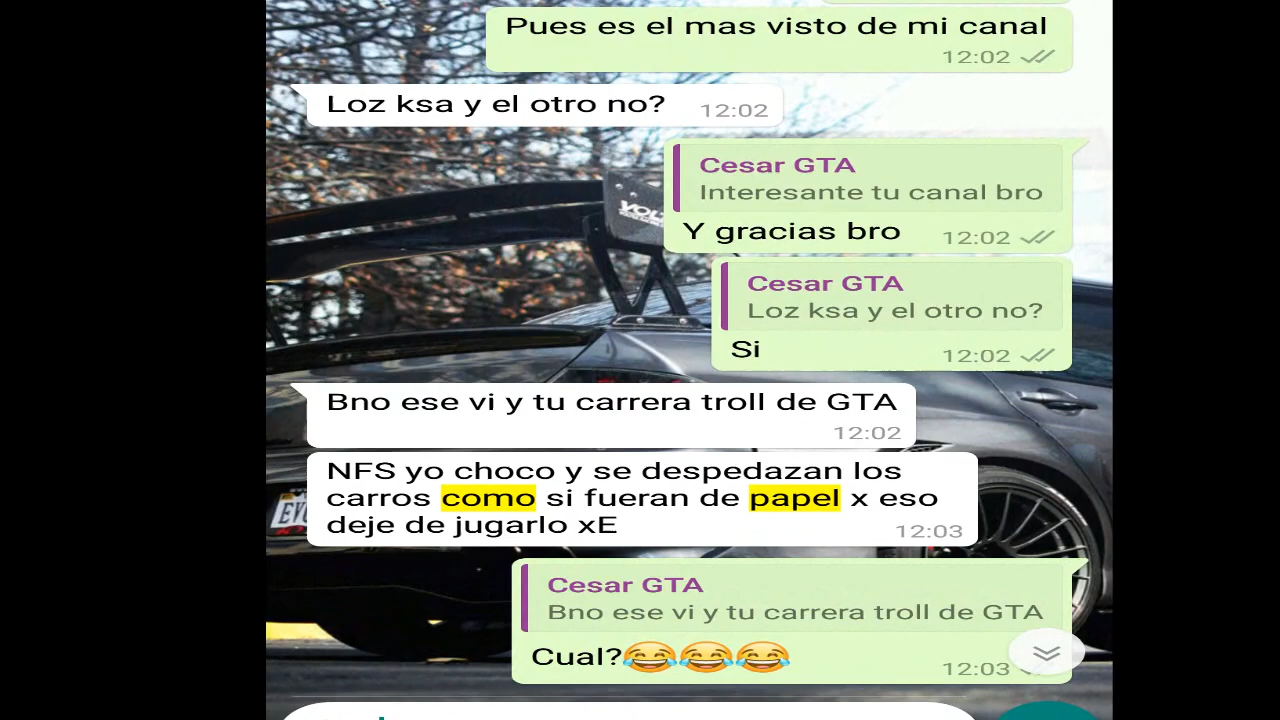 Pues es el mas visto de mi canal
12:02
Loz ksa y el otro no? 12:02
Cesar GTA
Interesante tu canal bro
Y gracias bro 12:02
Cesar GTA
Loz ksa y el otro no?
Si 12:02
Bno ese vi y tu carrera troll de GTA
12:02
NFS yo choco y se despedazan los
carros como si fueran de papel x eso
deje de jugarlo xE 12:03
Cesar GTA
Bno ese vi y tu carrera troll de GTA
Cual?😂😂😂 12:03